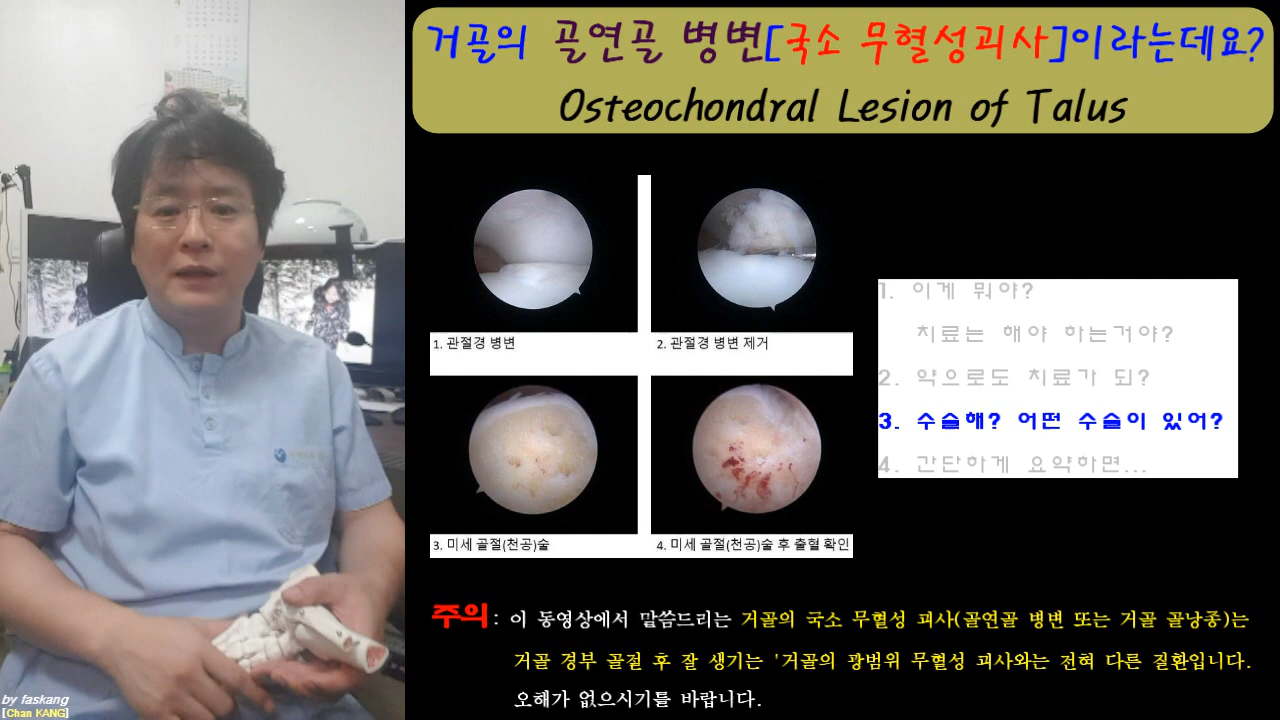 거골의 골연골 병변[국소 무혈성괴사]이라는데요?
Osteochondral Lesion of Talus
1. 관절경 병변
2. 관절경 병변 제거
3. 미세 골절(천공)술
4. 미세 골절(천공)술 후 출혈 확인
1. 이게 뭐야?
치료는 해야 하는거야?
2. 약으로도 치료가 되?
3. 수술해? 어떤 수술이 있어?
4. 간단하게 요약하면...
주의: 이 동영상에서 말씀드리는 거골의 국소 무혈성 괴사(골연골 병변 또는 거골 골낭종)는
거골 경부 골절 후 잘 생기는 '거골의 광범위 무혈성 괴사와는 전혀 다른 질환입니다.
오해가 없으시기를 바랍니다.
by faskang
[Chan KANG]